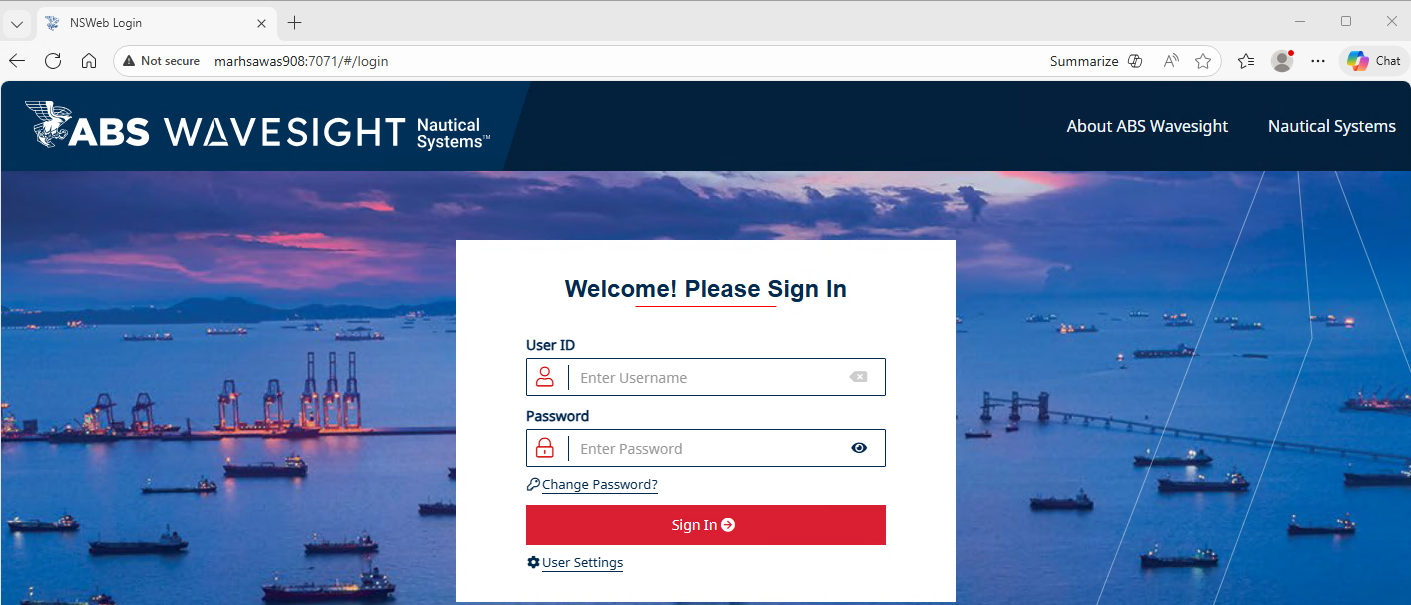 NSWeb Login
Not secure marhsawas908:7071/#/login Summarize Chat
ABS WAVESIGHT Nautical Systems™
About ABS Wavesight Nautical Systems
Welcome! Please Sign In
User ID
Enter Username
Password
Enter Password
Change Password?
Sign In
User Settings